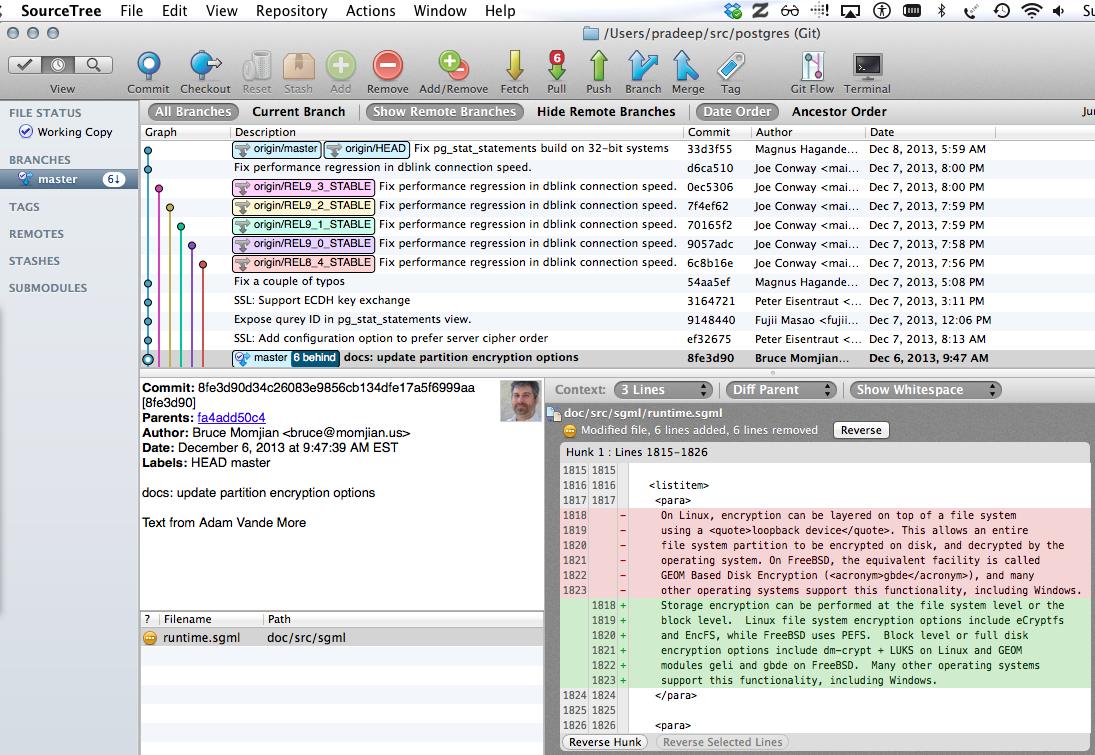 SourceTree File Edit View Repository Actions Window Help
/Users/pradeep/src/postgres (Git)
6
View Commit Checkout Reset Stash Add Remove Add/Remove Fetch Pull Push Branch Merge Tag Git Flow Terminal
FILE STATUS
Working Copy
BRANCHES
master 6↓
TAGS
REMOTES
STASHES
SUBMODULES
All Branches Current Branch Show Remote Branches Hide Remote Branches Date Order Ancestor Order
Graph Description Commit Author Date
origin/master origin/HEAD Fix pg_stat_statements build on 32-bit systems 33d3f55 Magnus Hagande... Dec 8, 2013, 5:59 AM
Fix performance regression in dblink connection speed. d6ca510 Joe Conway <mai... Dec 7, 2013, 8:00 PM
origin/REL9_3_STABLE Fix performance regression in dblink connection speed. 0ec5306 Joe Conway <mai... Dec 7, 2013, 8:00 PM
origin/REL9_2_STABLE Fix performance regression in dblink connection speed. 7f4ef62 Joe Conway <mai... Dec 7, 2013, 7:59 PM
origin/REL9_1_STABLE Fix performance regression in dblink connection speed. 70165f2 Joe Conway <mai... Dec 7, 2013, 7:59 PM
origin/REL9_0_STABLE Fix performance regression in dblink connection speed. 9057adc Joe Conway <mai... Dec 7, 2013, 7:58 PM
origin/REL8_4_STABLE Fix performance regression in dblink connection speed. 6c8b16e Joe Conway <mai... Dec 7, 2013, 7:56 PM
Fix a couple of typos 54aa5ef Magnus Hagande... Dec 7, 2013, 5:08 PM
SSL: Support ECDH key exchange 3164721 Peter Eisentraut <... Dec 7, 2013, 3:11 PM
Expose qurey ID in pg_stat_statements view. 9148440 Fujii Masao <fujii... Dec 7, 2013, 12:06 PM
SSL: Add configuration option to prefer server cipher order ef32675 Peter Eisentraut <... Dec 7, 2013, 8:13 AM
master 6 behind docs: update partition encryption options 8fe3d90 Bruce Momjian... Dec 6, 2013, 9:47 AM
Commit: 8fe3d90d34c26083e9856cb134dfe17a5f6999aa
[8fe3d90]
Parents: fa4add50c4
Author: Bruce Momjian <bruce@momjian.us>
Date: December 6, 2013 at 9:47:39 AM EST
Labels: HEAD master
docs: update partition encryption options
Text from Adam Vande More
? Filename Path
runtime.sgml doc/src/sgml
Context: 3 Lines Diff Parent Show Whitespace
doc/src/sgml/runtime.sgml
Modified file, 6 lines added, 6 lines removed Reverse
Hunk 1 : Lines 1815-1826
1815 1815
1816 1816 <listitem>
1817 1817 <para>
1818 - On Linux, encryption can be layered on top of a file system
1819 - using a <quote>loopback device</quote>. This allows an entire
1820 - file system partition to be encrypted on disk, and decrypted by the
1821 - operating system. On FreeBSD, the equivalent facility is called
1822 - GEOM Based Disk Encryption (<acronym>gbde</acronym>), and many
1823 - other operating systems support this functionality, including Windows.
1818 + Storage encryption can be performed at the file system level or the
1819 + block level. Linux file system encryption options include eCryptfs
1820 + and EncFS, while FreeBSD uses PEFS. Block level or full disk
1821 + encryption options include dm-crypt + LUKS on Linux and GEOM
1822 + modules geli and gbde on FreeBSD. Many other operating systems
1823 + support this functionality, including Windows.
1824 1824 </para>
1825 1825
1826 1826 <para>
Reverse Hunk Reverse Selected Lines